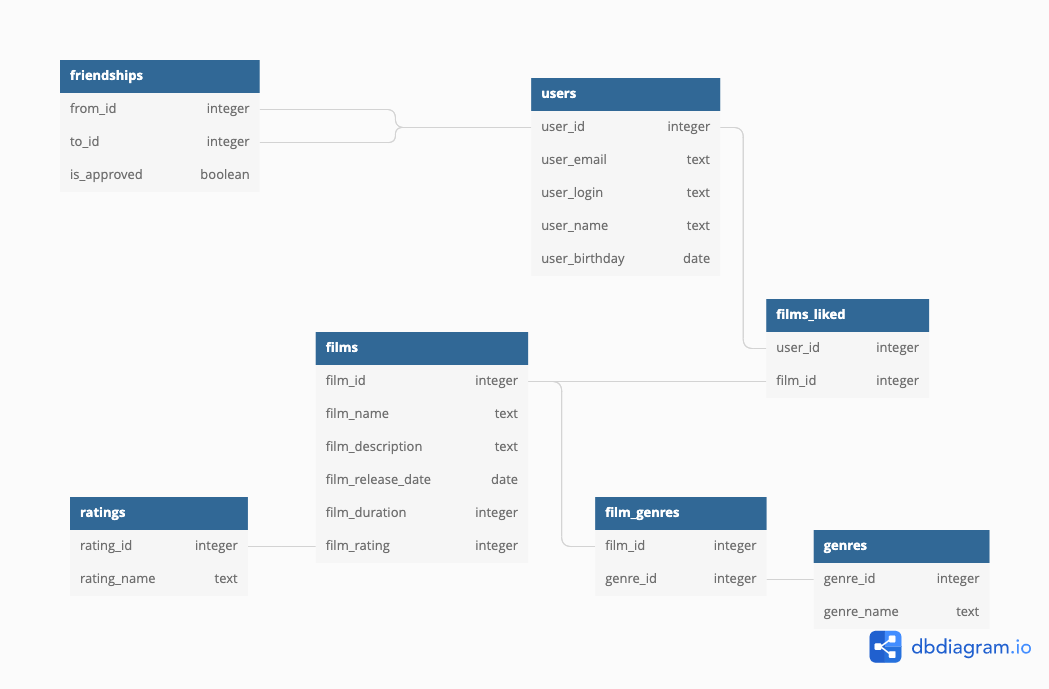 friendships
from_id integer
to_id integer
is_approved boolean
users
user_id integer
user_email text
user_login text
user_name text
user_birthday date
films_liked
user_id integer
film_id integer
films
film_id integer
film_name text
film_description text
film_release_date date
film_duration integer
film_rating integer
ratings
rating_id integer
rating_name text
film_genres
film_id integer
genre_id integer
genres
genre_id integer
genre_name text
dbdiagram.io